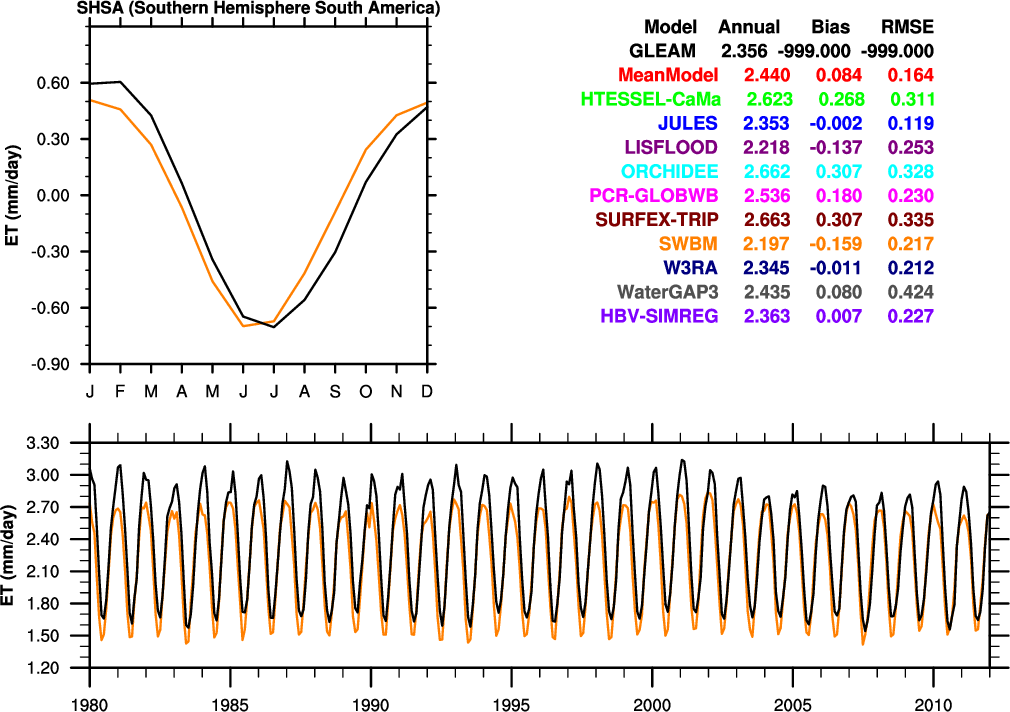 SHSA (Southern Hemisphere South America)
ET (mm/day)
0.60
0.30
0.00
-0.30
-0.60
-0.90
J F M A M J J A S O N D
Model Annual Bias RMSE
GLEAM 2.356 -999.000 -999.000
MeanModel 2.440 0.084 0.164
HTESSEL-CaMa 2.623 0.268 0.311
JULES 2.353 -0.002 0.119
LISFLOOD 2.218 -0.137 0.253
ORCHIDEE 2.662 0.307 0.328
PCR-GLOBWB 2.536 0.180 0.230
SURFEX-TRIP 2.663 0.307 0.335
SWBM 2.197 -0.159 0.217
W3RA 2.345 -0.011 0.212
WaterGAP3 2.435 0.080 0.424
HBV-SIMREG 2.363 0.007 0.227
ET (mm/day)
3.30
3.00
2.70
2.40
2.10
1.80
1.50
1.20
1980 1985 1990 1995 2000 2005 2010